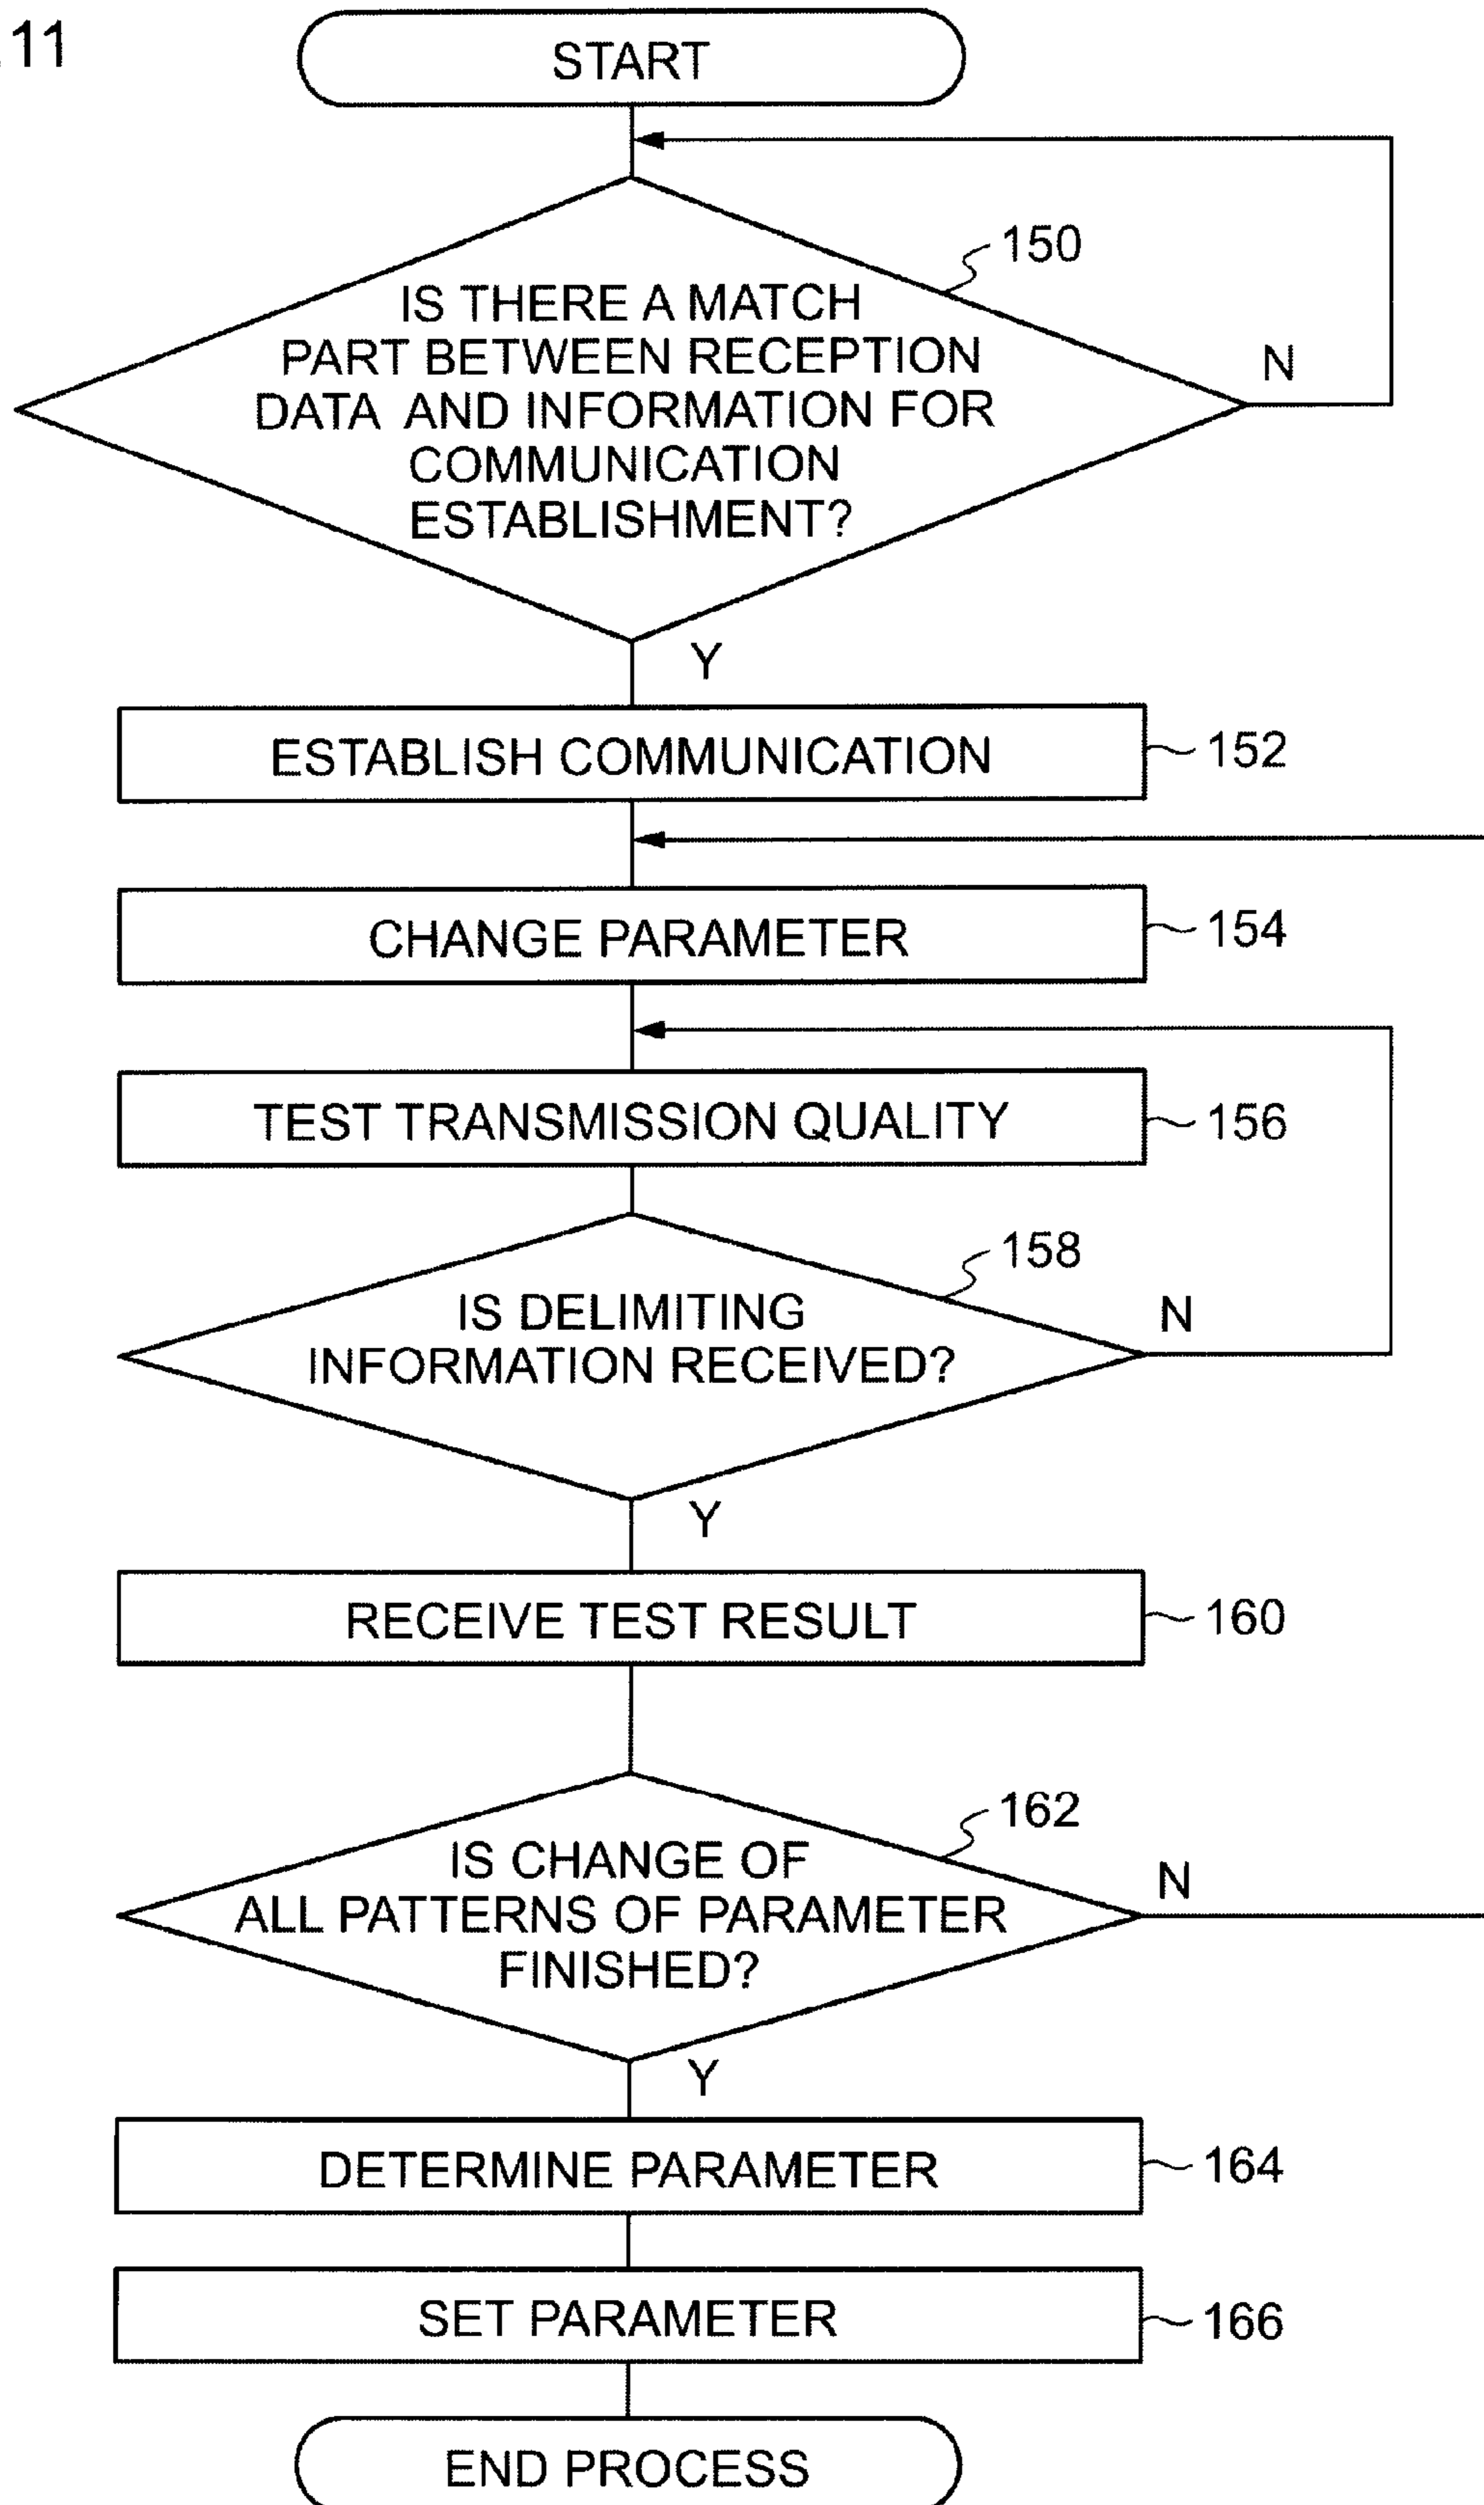 .11
START
150
IS THERE A MATCH
PART BETWEEN RECEPTION
DATA AND INFORMATION FOR
COMMUNICATION
ESTABLISHMENT?
N
Y
ESTABLISH COMMUNICATION
152
CHANGE PARAMETER
154
TEST TRANSMISSION QUALITY
156
158
IS DELIMITING
INFORMATION RECEIVED?
N
Y
RECEIVE TEST RESULT
160
162
IS CHANGE OF
ALL PATTERNS OF PARAMETER
FINISHED?
N
Y
DETERMINE PARAMETER
164
SET PARAMETER
166
END PROCESS